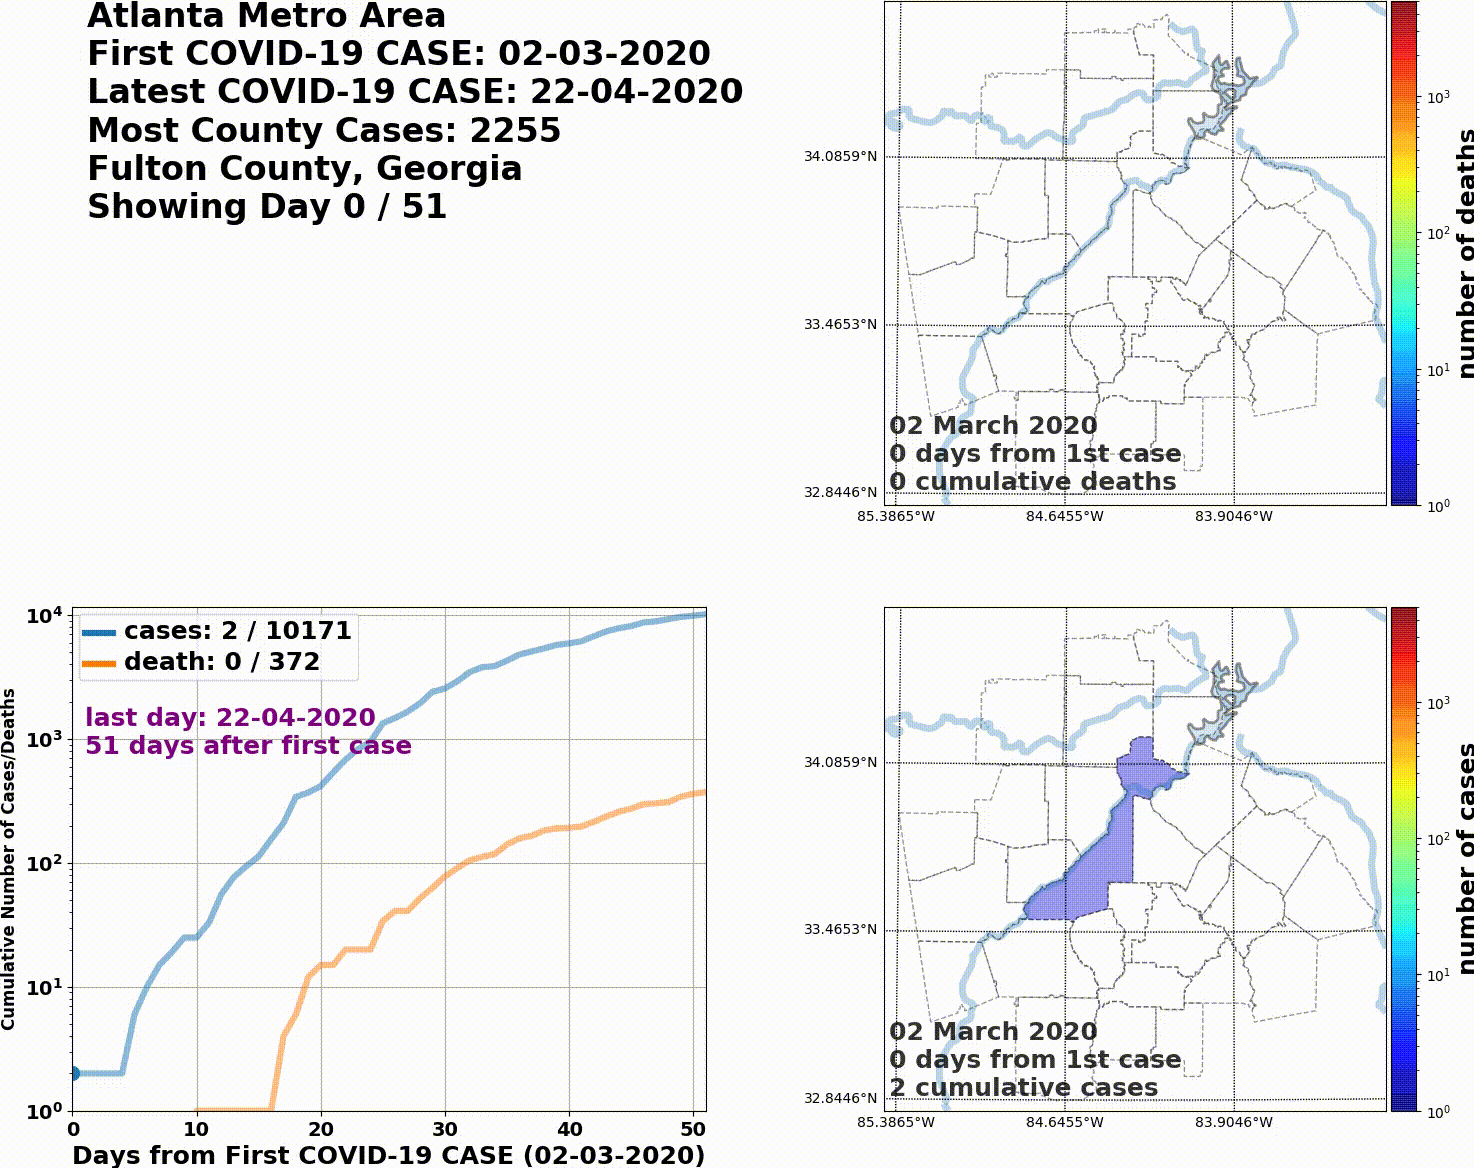 Atlanta Metro Area
First COVID-19 CASE: 02-03-2020
Latest COVID-19 CASE: 22-04-2020
Most County Cases: 2255
Fulton County, Georgia
Showing Day 0 / 51
34.0859°N
33.4653°N
32.8446°N
85.3865°W 84.6455°W 83.9046°W
02 March 2020
0 days from 1st case
0 cumulative deaths
10³
10²
10¹
10⁰
number of deaths
10⁴
10³
10²
10¹
10⁰
Cumulative Number of Cases/Deaths
cases: 2 / 10171
death: 0 / 372
last day: 22-04-2020
51 days after first case
0 10 20 30 40 50
Days from First COVID-19 CASE (02-03-2020)
34.0859°N
33.4653°N
32.8446°N
85.3865°W 84.6455°W 83.9046°W
02 March 2020
0 days from 1st case
2 cumulative cases
10³
10²
10¹
10⁰
number of cases